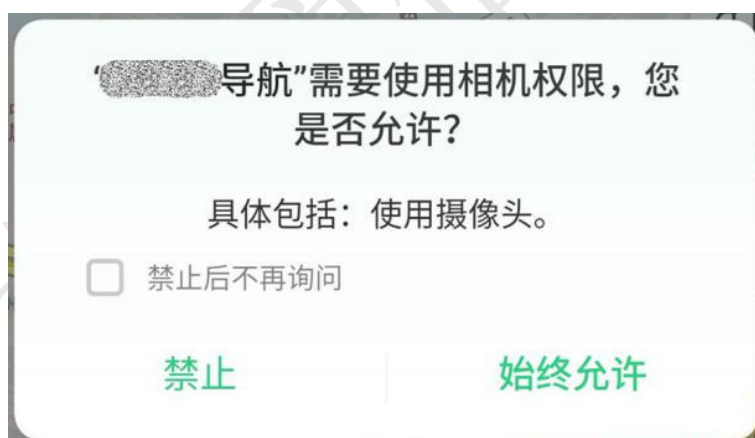 ‘导航”需要使用相机权限，您
是否允许？
具体包括：使用摄像头。
禁止后不再询问
禁止
始终允许